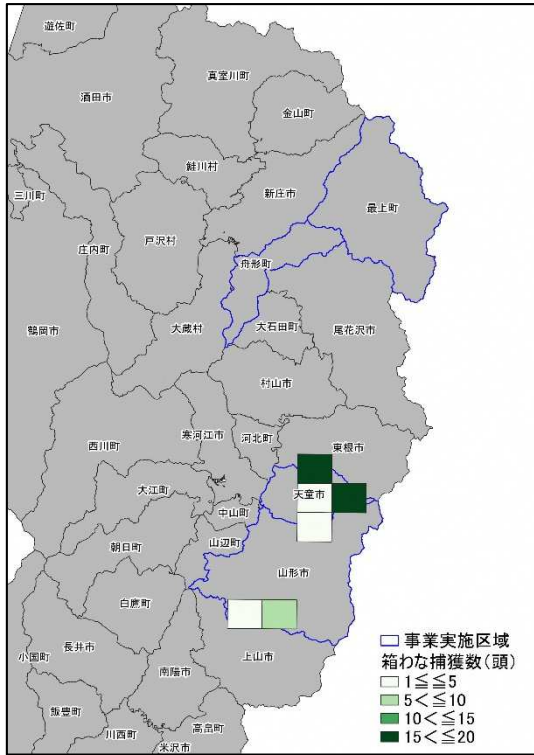 遊佐町
真室川町
酒田市
金山町
鮭川村
三川町
新庄市
最上町
戸沢村
庄内町
舟形町
鶴岡市
大蔵村
大石田町
尾花沢市
村山市
西川町
寒河江市
河北町
東根市
大江町
天童市
中山町
朝日町
山辺町
山形市
白鷹町
長井市
上山市
小国町
南陽市
飯豊町
川西町
高畠町
米沢市
事業実施区域
箱わな捕獲数(頭)
1≦≦5
5<≦10
10<≦15
15<≦20